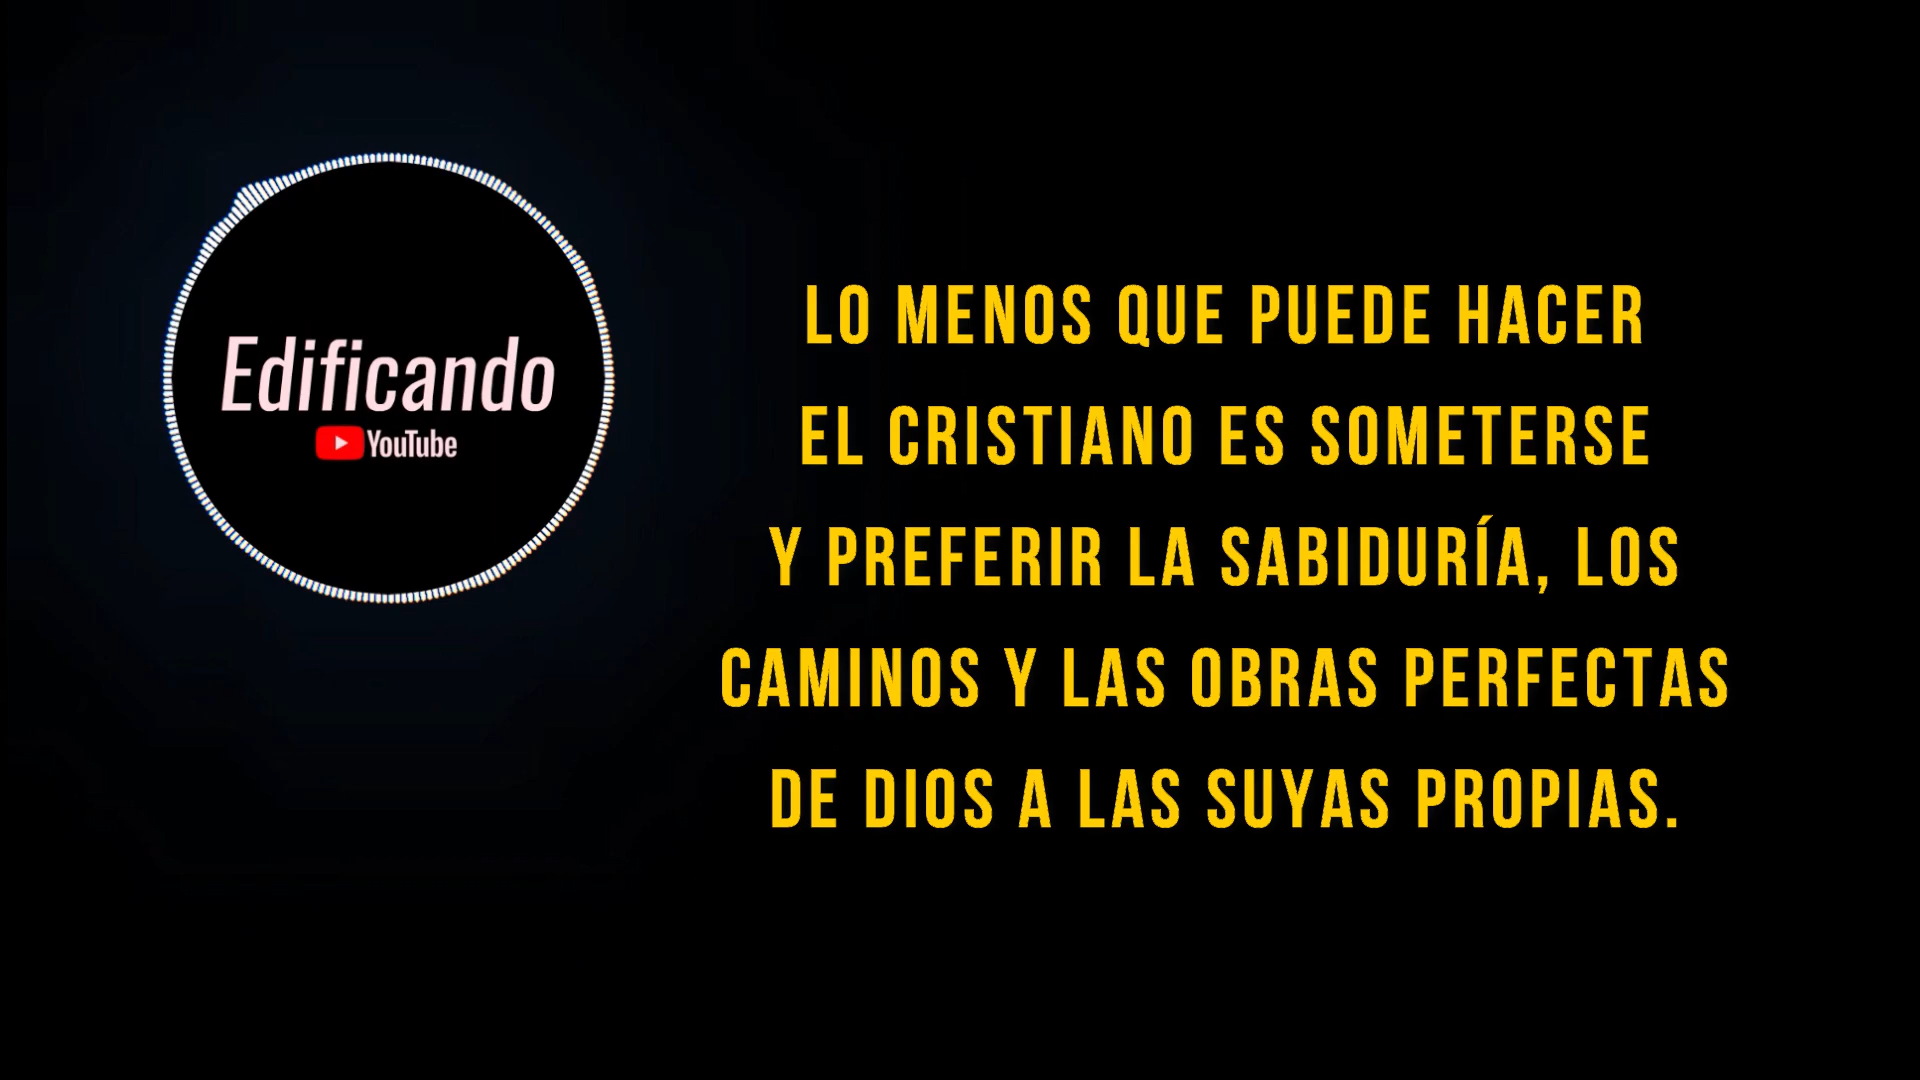 Edificando
YouTube
LO MENOS QUE PUEDE HACER
EL CRISTIANO ES SOMETERSE
Y PREFERIR LA SABIDURÍA, LOS
CAMINOS Y LAS OBRAS PERFECTAS
DE DIOS A LAS SUYAS PROPIAS.